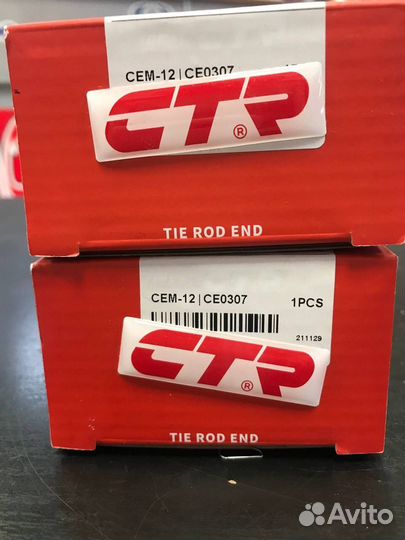 CEM-12 | CE0307
CTR®
TIE ROD END
CEM-12 | CE0307 1PCS
211129
CTR®
TIE ROD END
Avito